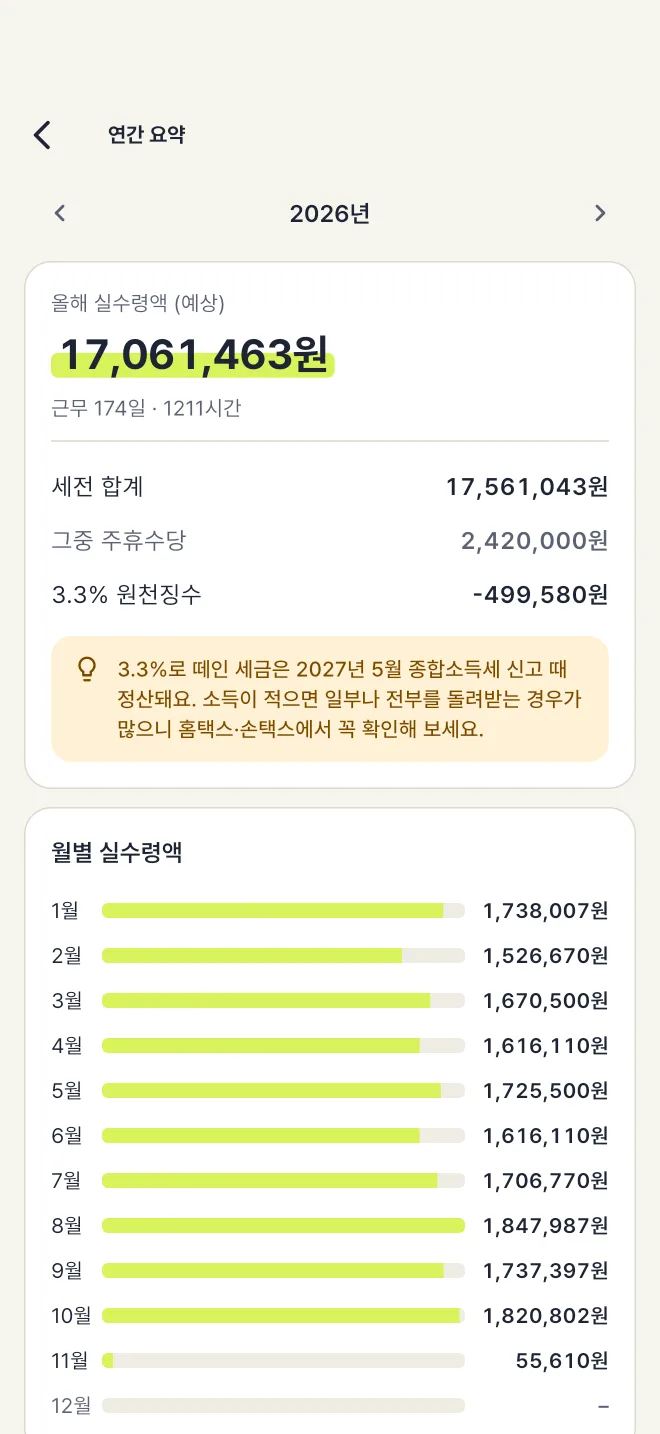 연간 요약
2026년
올해 실수령액 (예상)
17,061,463원
근무 174일 · 1211시간
세전 합계 17,561,043원
그중 주휴수당 2,420,000원
3.3% 원천징수 -499,580원
3.3%로 떼인 세금은 2027년 5월 종합소득세 신고 때
정산돼요. 소득이 적으면 일부나 전부를 돌려받는 경우가
많으니 홈택스·손택스에서 꼭 확인해 보세요.
월별 실수령액
1월 1,738,007원
2월 1,526,670원
3월 1,670,500원
4월 1,616,110원
5월 1,725,500원
6월 1,616,110원
7월 1,706,770원
8월 1,847,987원
9월 1,737,397원
10월 1,820,802원
11월 55,610원
12월 –